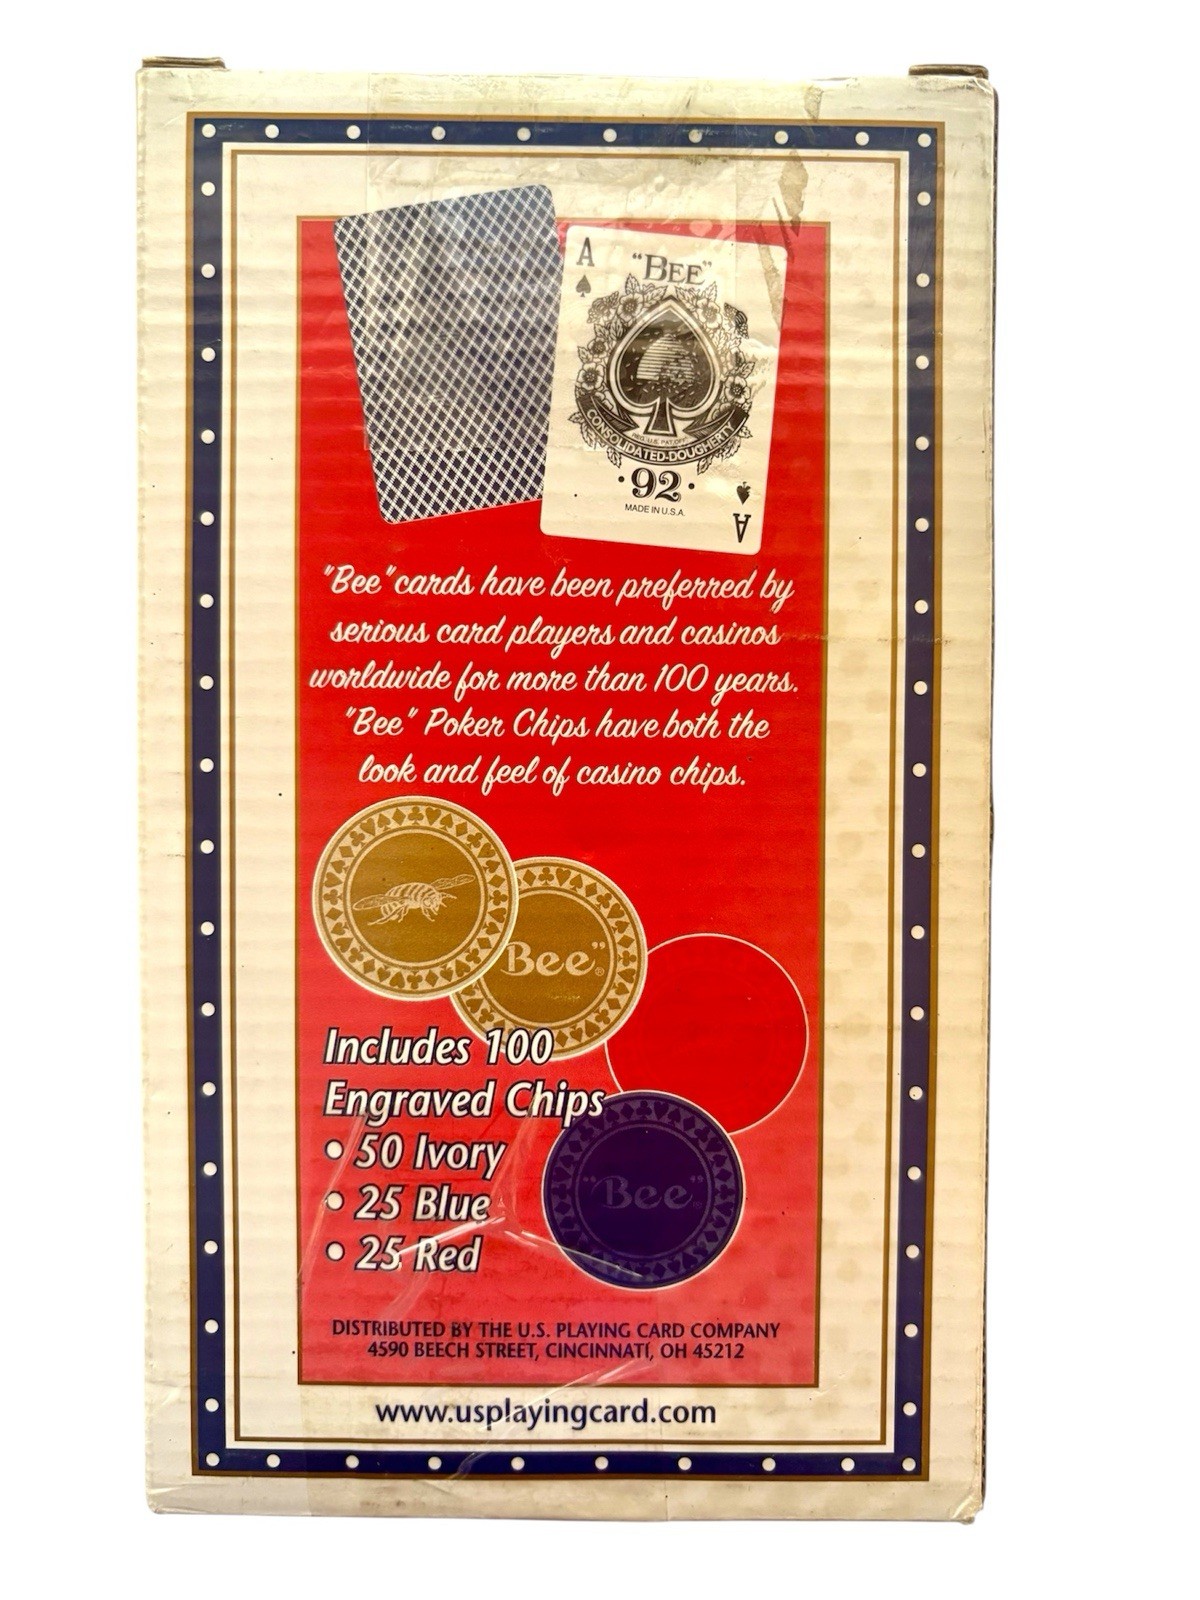 A
"BEE"
REG. U.S. PAT. OFF.
CONSOLIDATED-DOUGHERTY
·92·
MADE IN U.S.A.
A
"Bee" cards have been preferred by
serious card players and casinos
worldwide for more than 100 years.
"Bee" Poker Chips have both the
look and feel of casino chips.
Bee"®
Includes 100
Engraved Chips
• 50 Ivory
• 25 Blue
• 25 Red
"Bee"®
DISTRIBUTED BY THE U.S. PLAYING CARD COMPANY
4590 BEECH STREET, CINCINNATI, OH 45212
www.usplayingcard.com